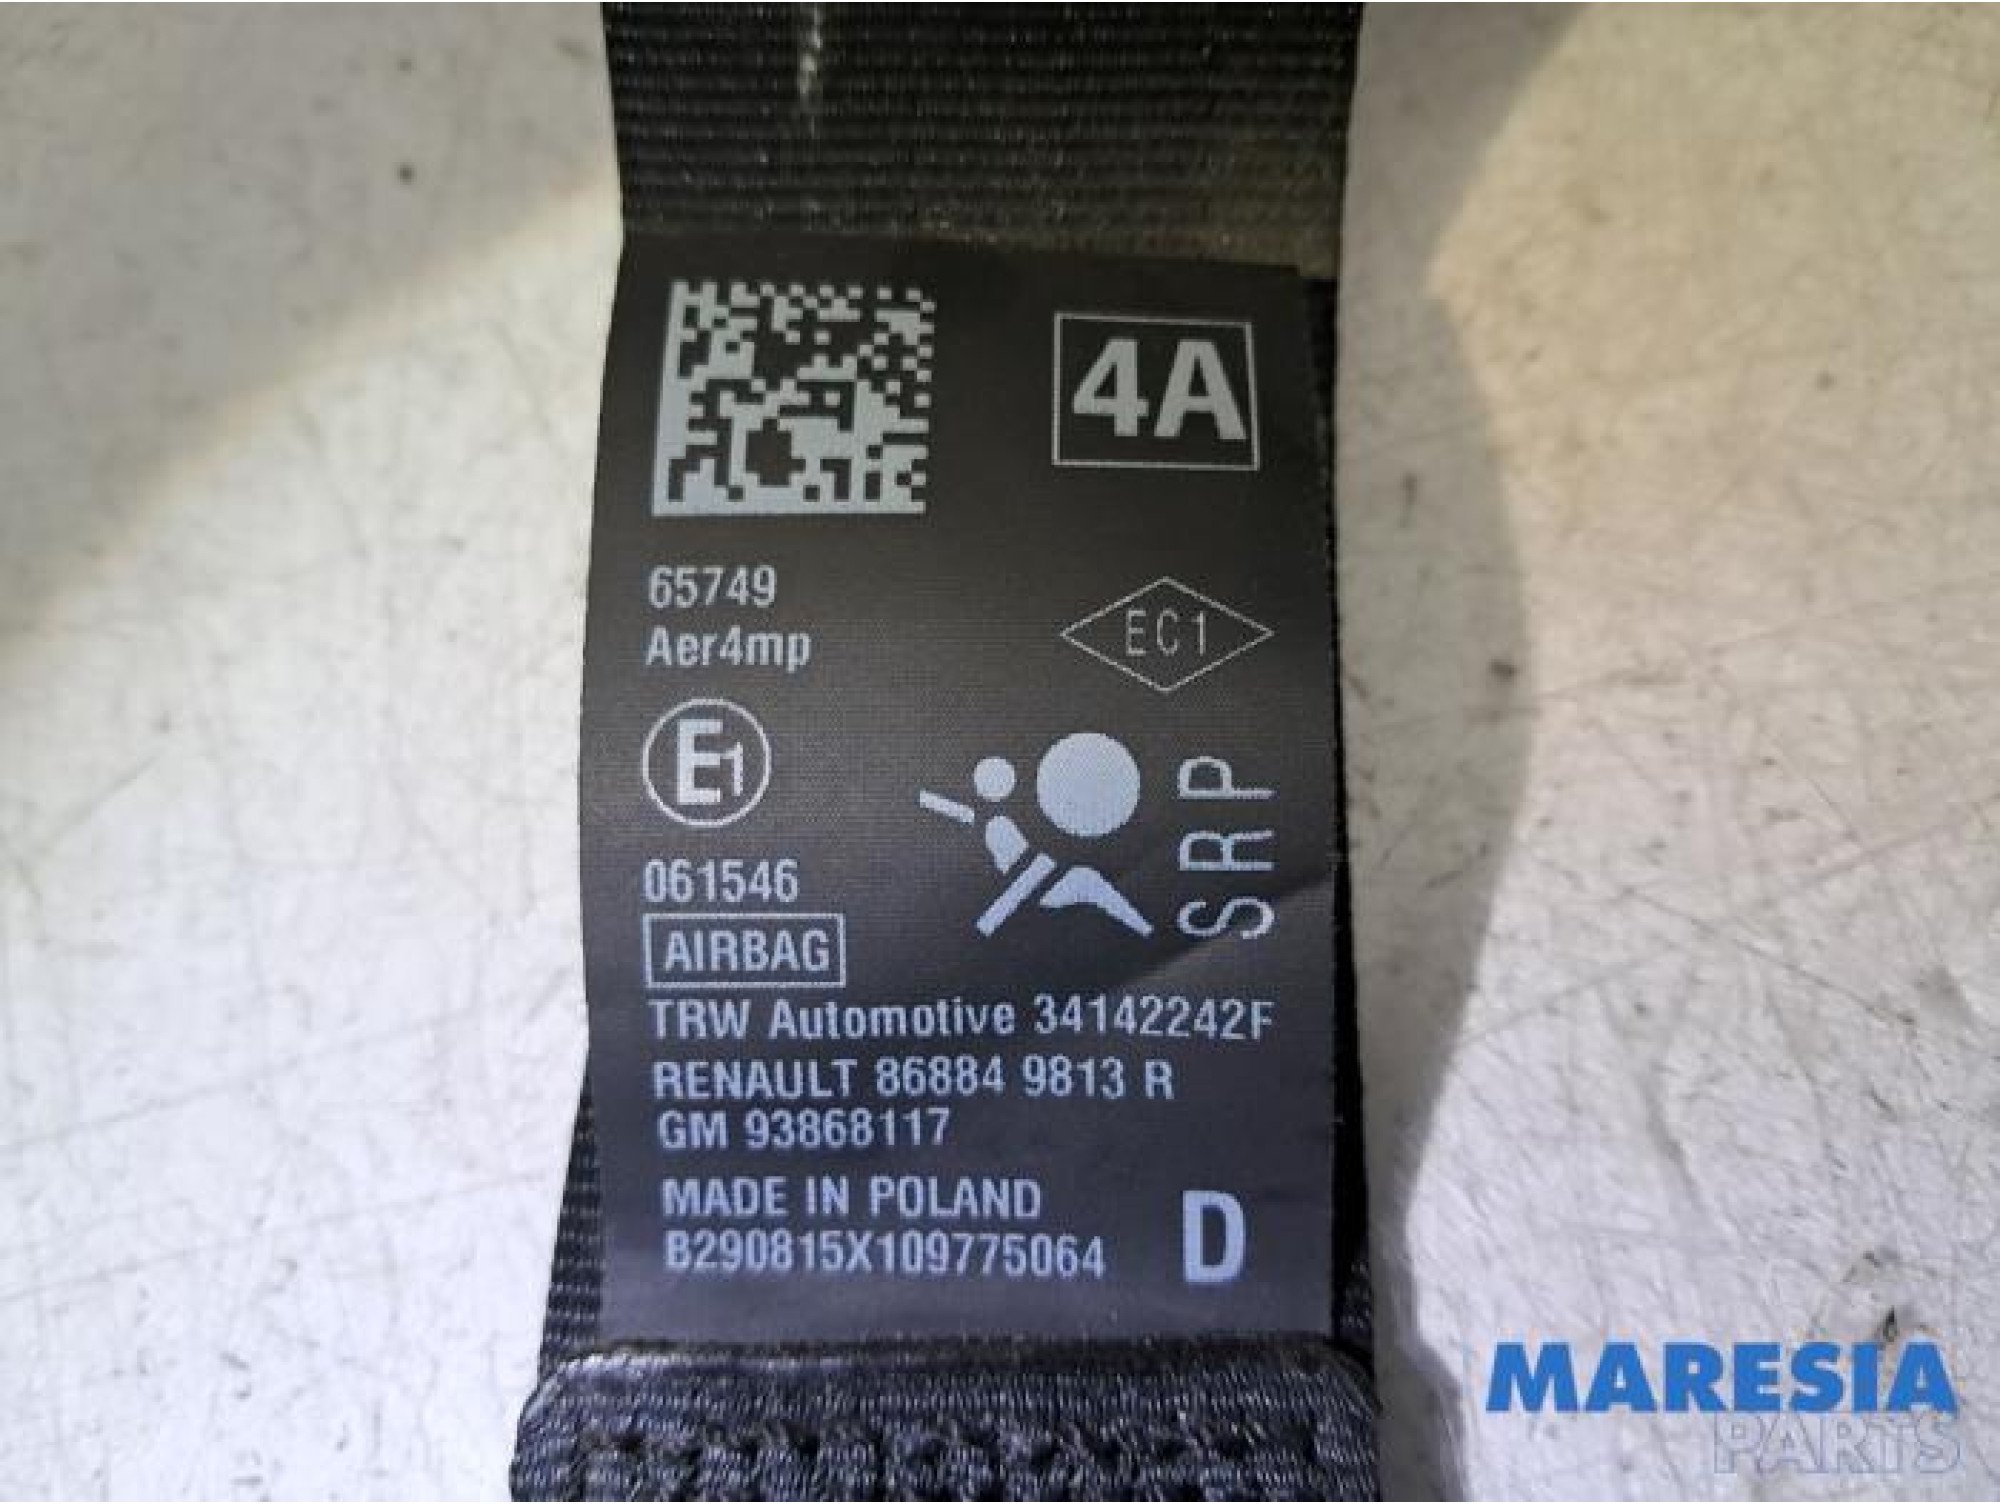 4A
65749
Aer4mp
EC1
E1
SRP
061546
AIRBAG
TRW Automotive 34142242F
RENAULT 86884 9813 R
GM 93868117
MADE IN POLAND
B290815X109775064
D
MARESIA
PARTS